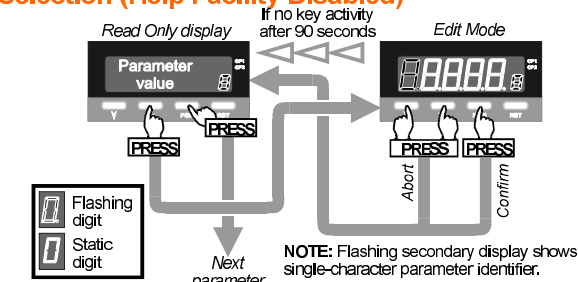 Selection (Help Facility Disabled)
If no key activity
after 90 seconds
Read Only display
Edit Mode
Parameter
value
PRESS
PRESS
PRESS
PRESS
Abort
Confirm
Flashing
digit
Static
digit
Next
parameter
NOTE: Flashing secondary display shows
single-character parameter identifier.